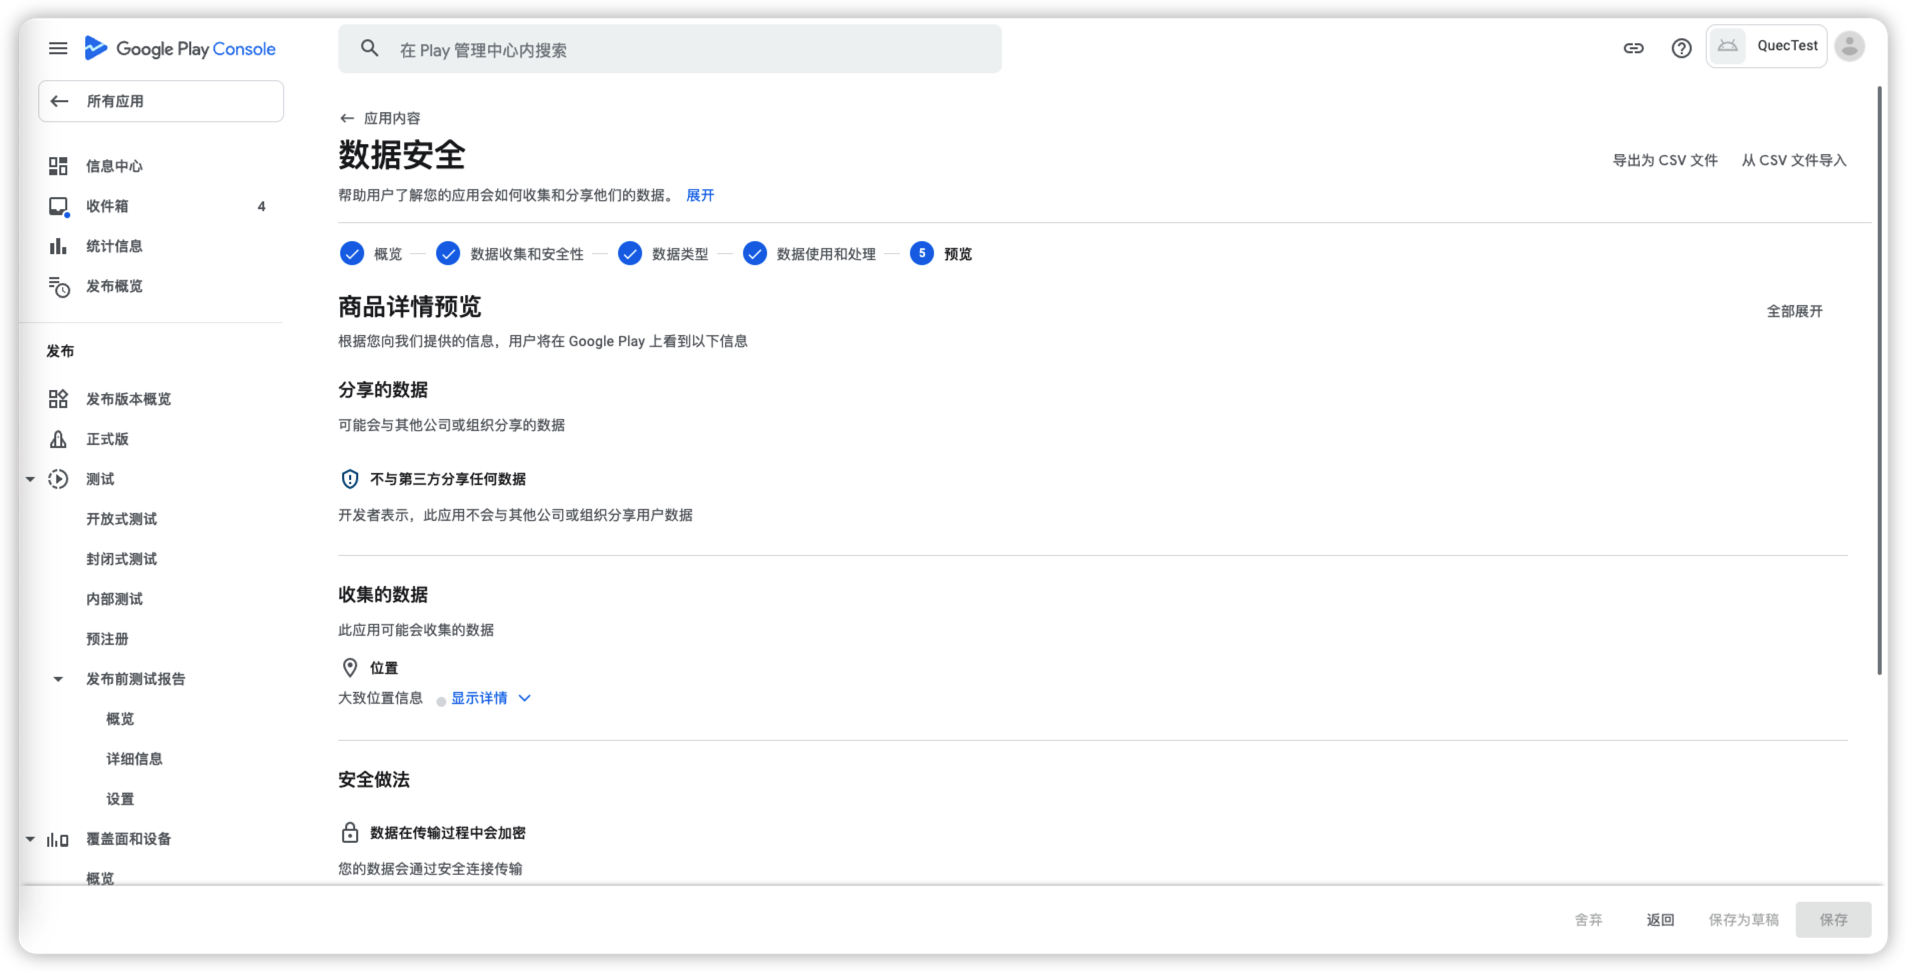 Google Play Console
在 Play 管理中心内搜索
QuecTest
所有应用
信息中心
收件箱 4
统计信息
发布概览
发布
发布版本概览
正式版
测试
开放式测试
封闭式测试
内部测试
预注册
发布前测试报告
概览
详细信息
设置
覆盖面和设备
概览
应用内容
数据安全
导出为 CSV 文件 从 CSV 文件导入
帮助用户了解您的应用会如何收集和分享他们的数据。 展开
概览 数据收集和安全性 数据类型 数据使用和处理 5 预览
商品详情预览
全部展开
根据您向我们提供的信息，用户将在 Google Play 上看到以下信息
分享的数据
可能会与其他公司或组织分享的数据
不与第三方分享任何数据
开发者表示，此应用不会与其他公司或组织分享用户数据
收集的数据
此应用可能会收集的数据
位置
大致位置信息 显示详情
安全做法
数据在传输过程中会加密
您的数据会通过安全连接传输
舍弃 返回 保存为草稿 保存